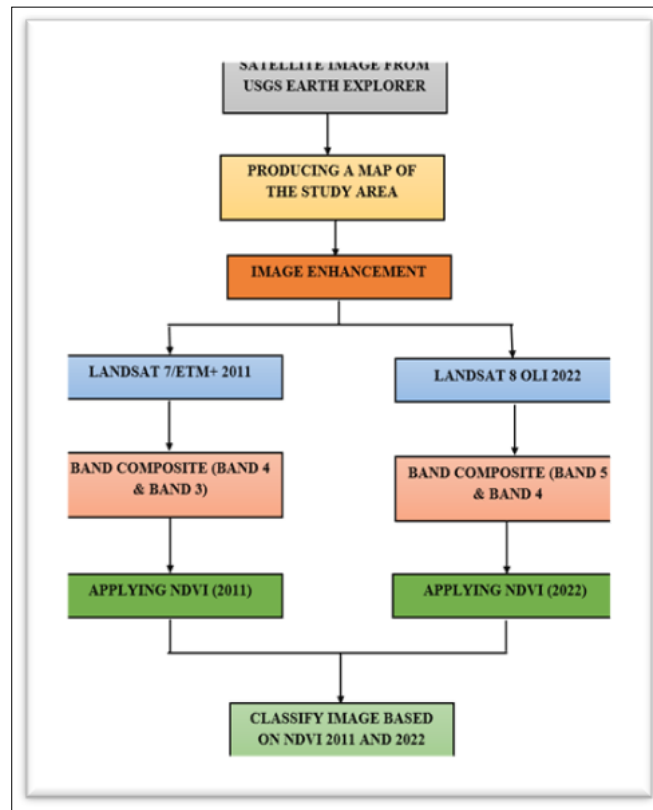 SATELLITE IMAGE FROM
USGS EARTH EXPLORER
PRODUCING A MAP OF
THE STUDY AREA
IMAGE ENHANCEMENT
LANDSAT 7/ETM+ 2011
LANDSAT 8 OLI 2022
BAND COMPOSITE (BAND 4
& BAND 3)
BAND COMPOSITE (BAND 5
& BAND 4
APPLYING NDVI (2011)
APPLYING NDVI (2022)
CLASSIFY IMAGE BASED
ON NDVI 2011 AND 2022